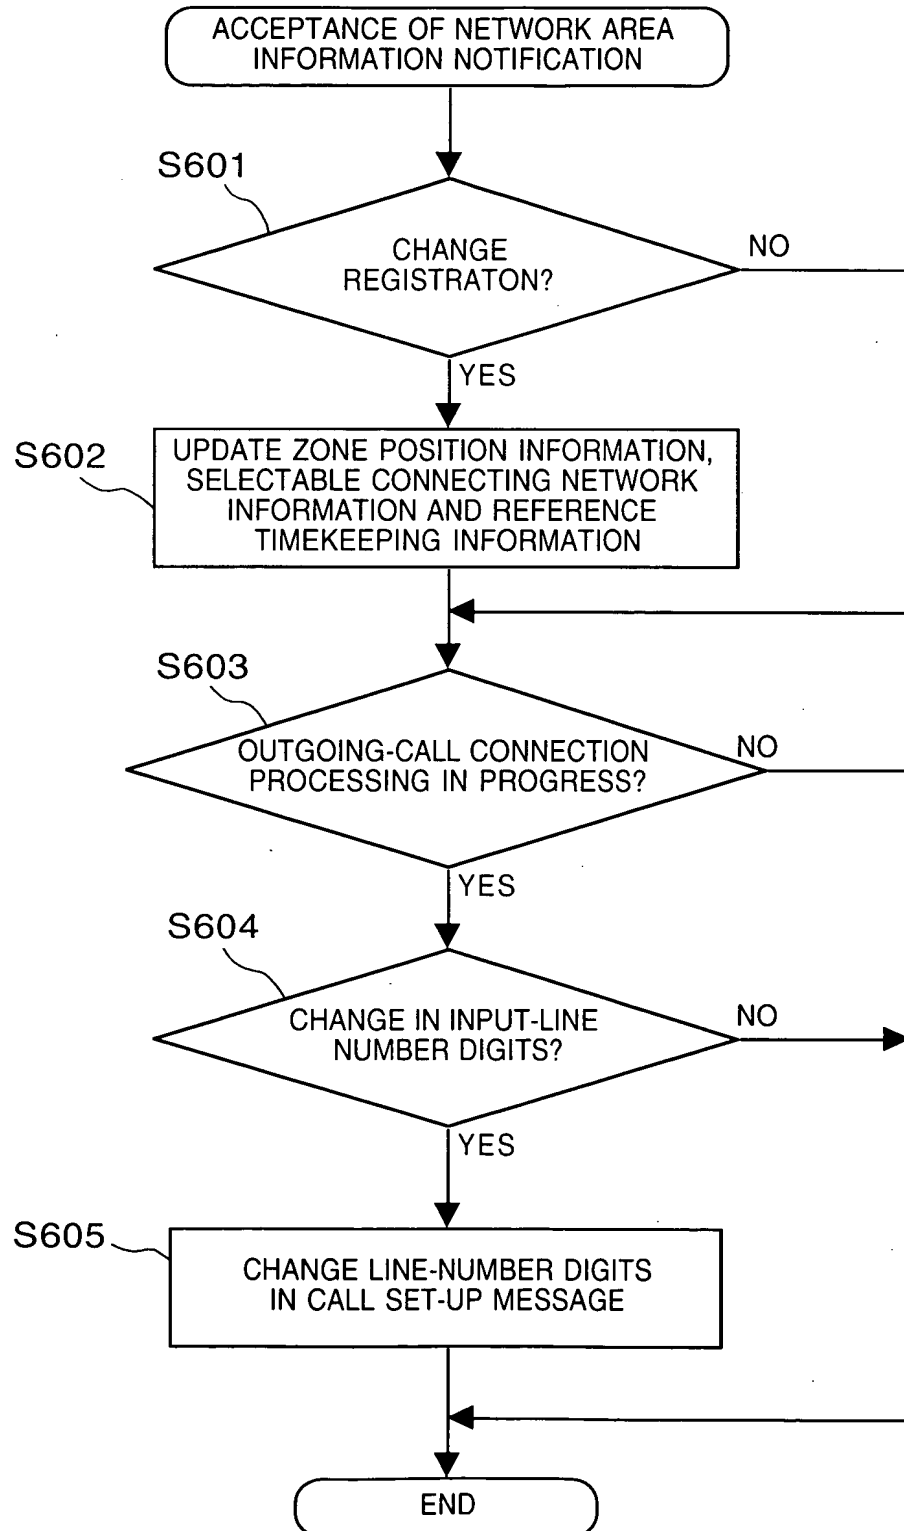 ACCEPTANCE OF NETWORK AREA
INFORMATION NOTIFICATION
S601
CHANGE
REGISTRATON?
NO
YES
S602
UPDATE ZONE POSITION INFORMATION,
SELECTABLE CONNECTING NETWORK
INFORMATION AND REFERENCE
TIMEKEEPING INFORMATION
S603
OUTGOING-CALL CONNECTION
PROCESSING IN PROGRESS?
NO
YES
S604
CHANGE IN INPUT-LINE
NUMBER DIGITS?
NO
YES
S605
CHANGE LINE-NUMBER DIGITS
IN CALL SET-UP MESSAGE
END